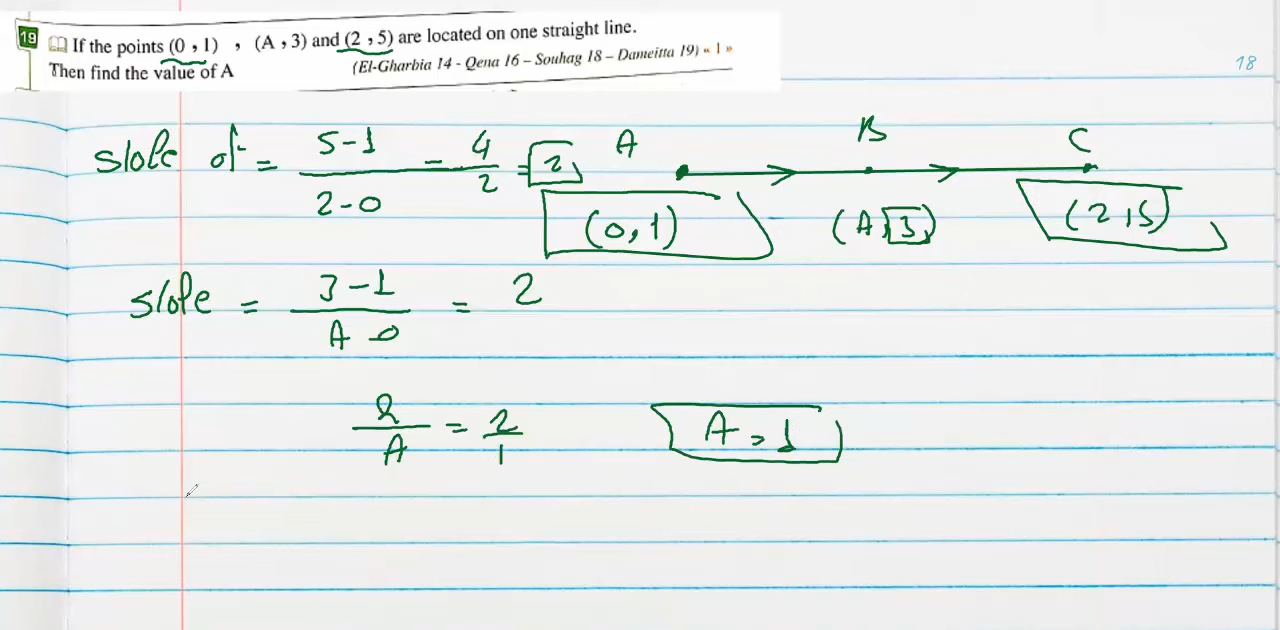 19 If the points (0 , 1) , (A , 3) and (2 , 5) are located on one straight line.
Then find the value of A (El-Gharbia 14 - Qena 16 – Souhag 18 – Dameitta 19) « 1 »
18
slope of = 5-1 / 2-0 = 4/2 = 2
A B C
(0,1) (A,3) (2,5)
slope = 3-1 / A-0 = 2
2/A = 2/1 A = 1